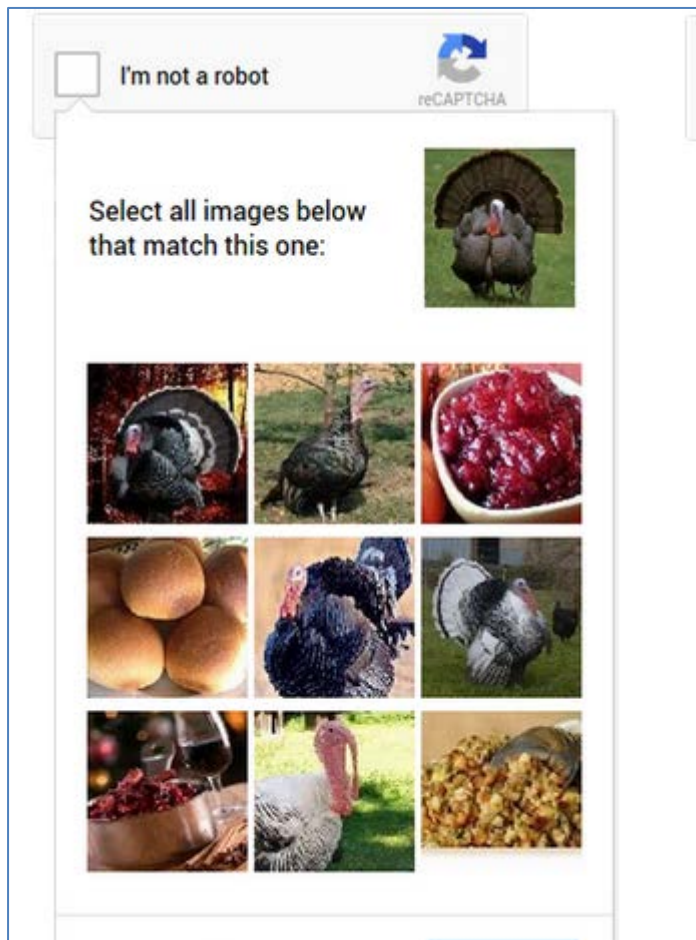 I'm not a robot
reCAPTCHA
Select all images below
that match this one: